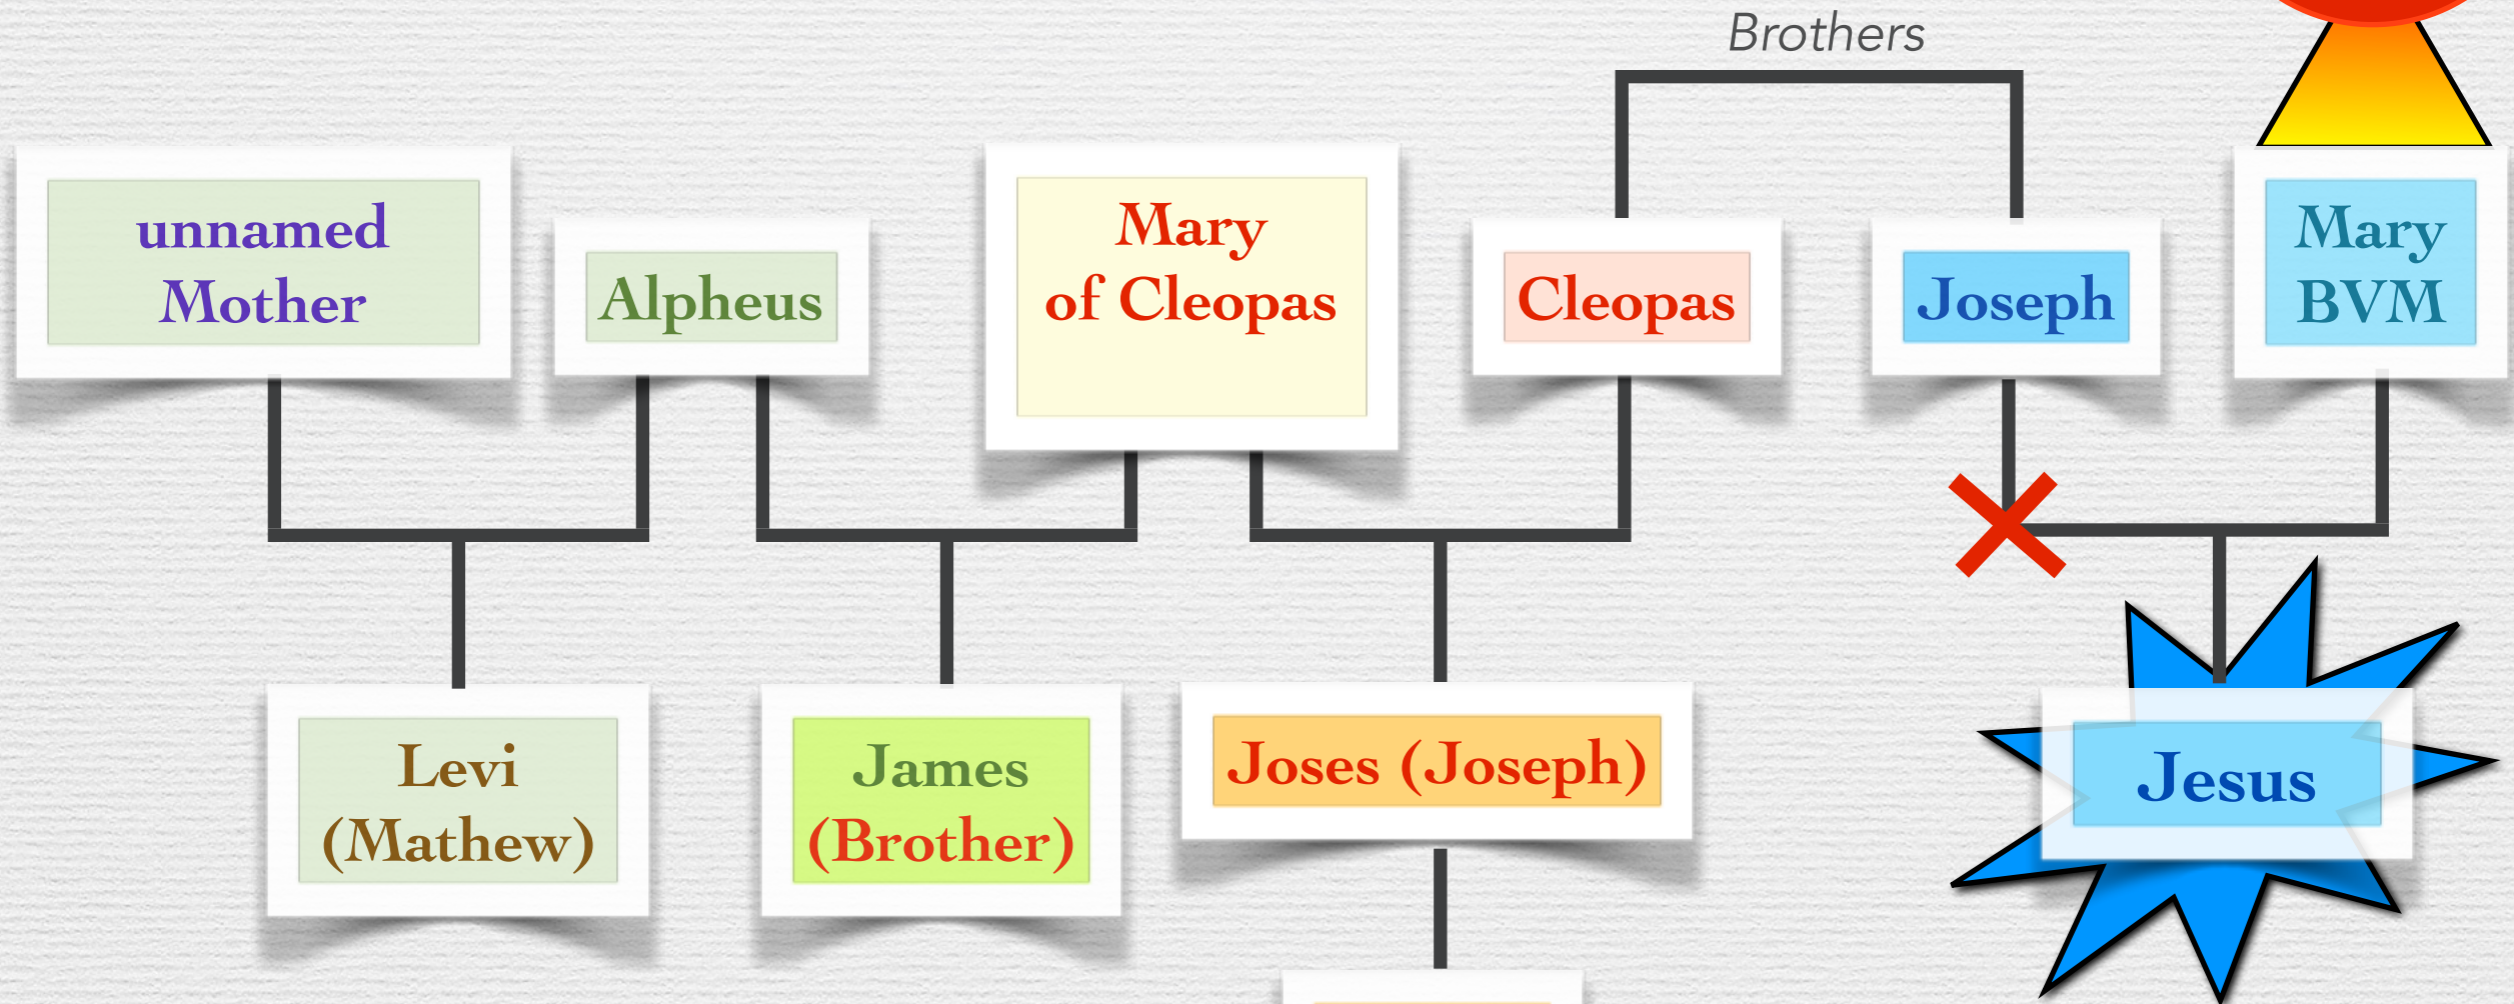 Brothers
unnamed
Mother
Alpheus
Mary
of Cleopas
Cleopas
Joseph
Mary
BVM
Levi
(Mathew)
James
(Brother)
Joses (Joseph)
Jesus